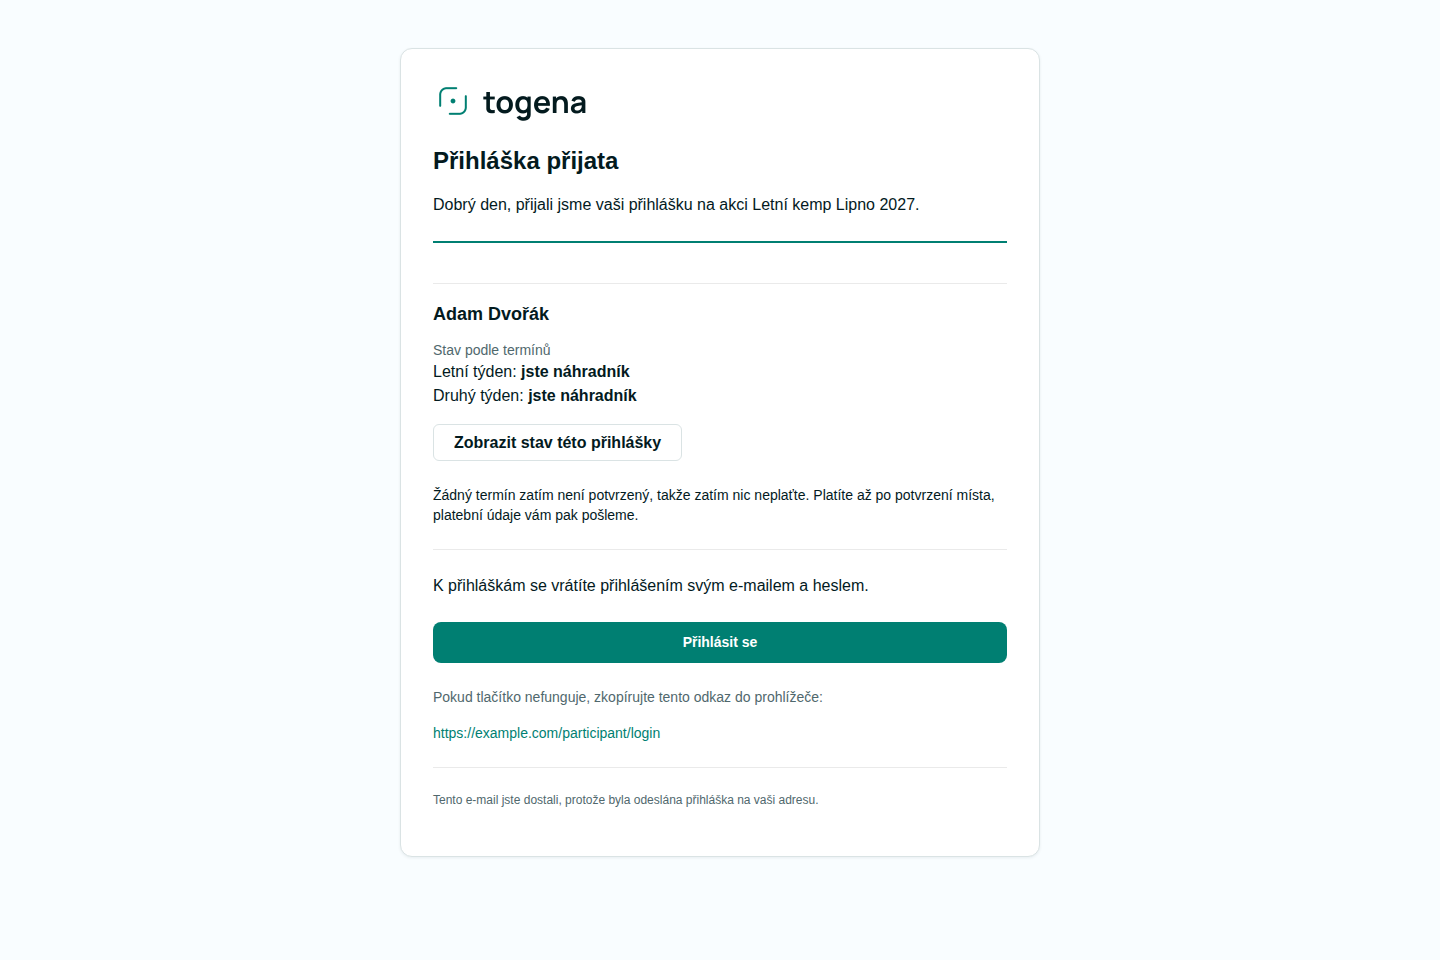 togena
Přihláška přijata
Dobrý den, přijali jsme vaši přihlášku na akci Letní kemp Lipno 2027.
Adam Dvořák
Stav podle termínů
Letní týden: jste náhradník
Druhý týden: jste náhradník
Zobrazit stav této přihlášky
Žádný termín zatím není potvrzený, takže zatím nic neplaťte. Platíte až po potvrzení místa,
platební údaje vám pak pošleme.
K přihláškám se vrátíte přihlášením svým e-mailem a heslem.
Přihlásit se
Pokud tlačítko nefunguje, zkopírujte tento odkaz do prohlížeče:
https://example.com/participant/login
Tento e-mail jste dostali, protože byla odeslána přihláška na vaši adresu.